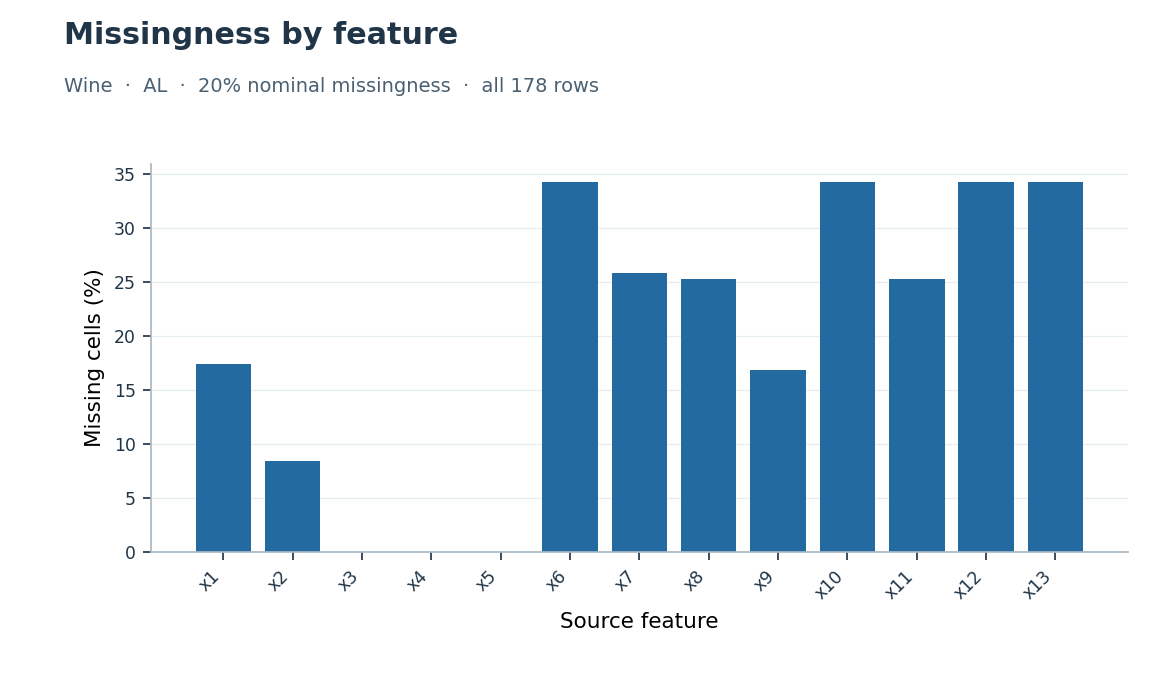 Missingness by feature
Wine · AL · 20% nominal missingness · all 178 rows
35
30
25
20
15
10
5
0
Missing cells (%)
x1 x2 x3 x4 x5 x6 x7 x8 x9 x10 x11 x12 x13
Source feature